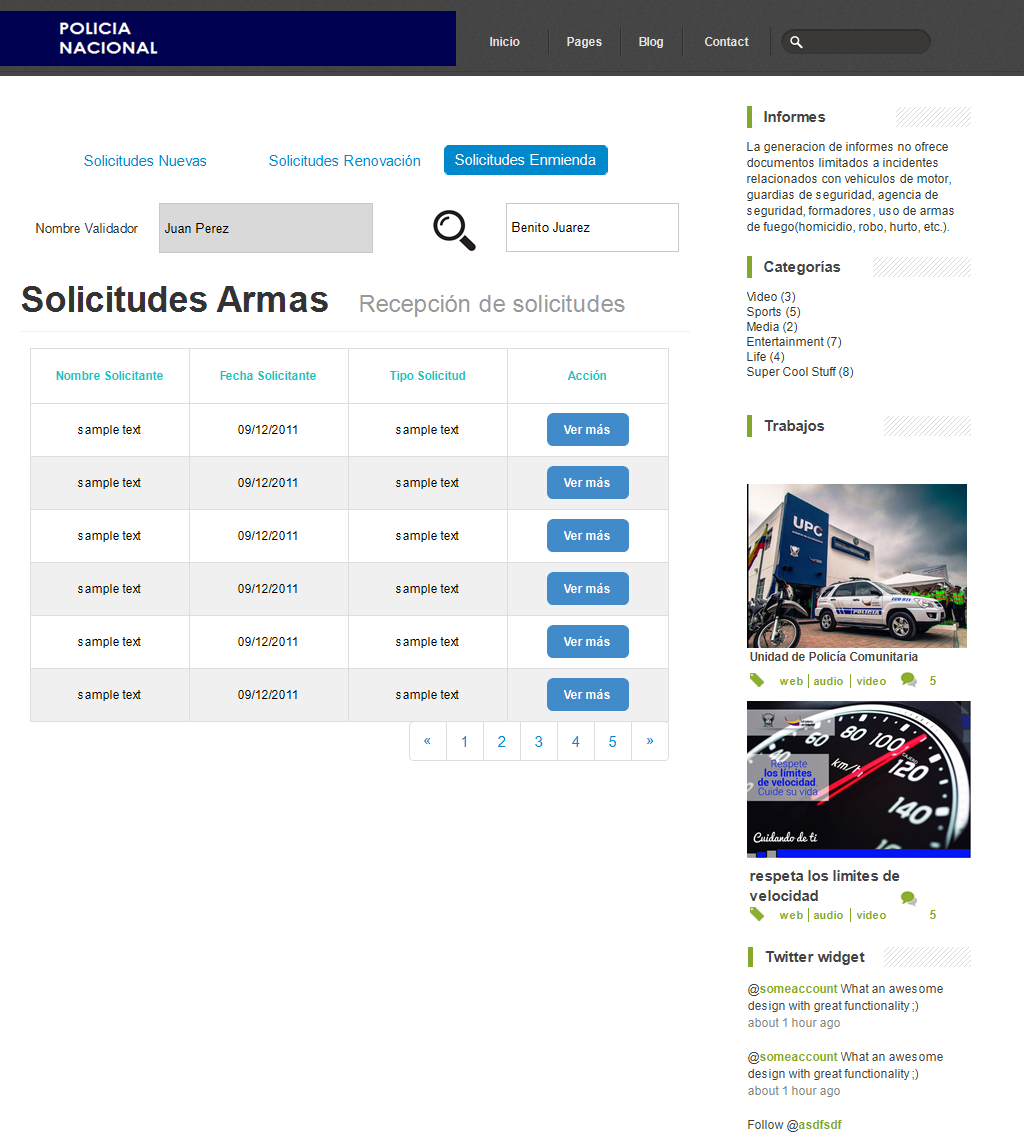 POLICIA
NACIONAL
Inicio
Pages
Blog
Contact
Solicitudes Nuevas
Solicitudes Renovación
Solicitudes Enmienda
Nombre Validador
Juan Perez
Benito Juarez
Solicitudes Armas Recepción de solicitudes
Nombre Solicitante Fecha Solicitante Tipo Solicitud Acción
sample text 09/12/2011 sample text Ver más
sample text 09/12/2011 sample text Ver más
sample text 09/12/2011 sample text Ver más
sample text 09/12/2011 sample text Ver más
sample text 09/12/2011 sample text Ver más
sample text 09/12/2011 sample text Ver más
« 1 2 3 4 5 »
Informes
La generacion de informes no ofrece
documentos limitados a incidentes
relacionados con vehiculos de motor,
guardias de seguridad, agencia de
seguridad, formadores, uso de armas
de fuego(homicidio, robo, hurto, etc.).
Categorías
Video (3)
Sports (5)
Media (2)
Entertainment (7)
Life (4)
Super Cool Stuff (8)
Trabajos
UPC
POLICIA
Unidad de Policía Comunitaria
web | audio | video 5
60 80 100 120 140
km/h
Respete
los límites
de velocidad.
Cuide su vida
Cuidando de ti
respeta los limites de
velocidad
web | audio | video 5
Twitter widget
@someaccount What an awesome
design with great functionality ;)
about 1 hour ago
@someaccount What an awesome
design with great functionality ;)
about 1 hour ago
Follow @asdfsdf